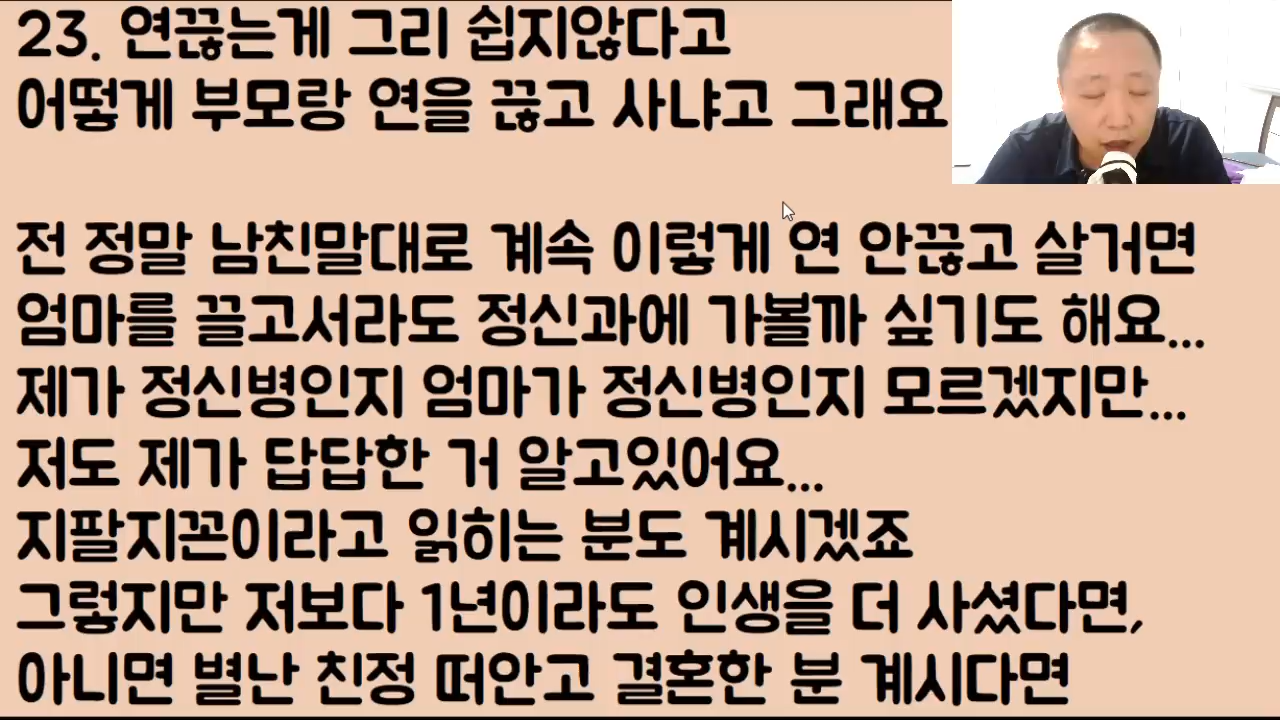 23. 연끊는게 그리 쉽지않다고
어떻게 부모랑 연을 끊고 사냐고 그래요
전 정말 남친말대로 계속 이렇게 연 안끊고 살거면
엄마를 끌고서라도 정신과에 가볼까 싶기도 해요...
제가 정신병인지 엄마가 정신병인지 모르겠지만...
저도 제가 답답한 거 알고있어요...
지팔지꼰이라고 읽히는 분도 계시겠죠
그렇지만 저보다 1년이라도 인생을 더 사셨다면,
아니면 별난 친정 떠안고 결혼한 분 계시다면